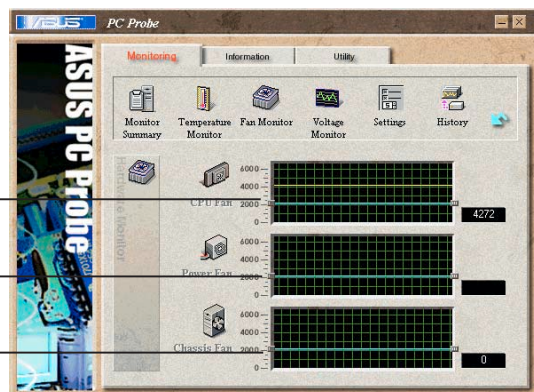 /ISUS PC Probe
ASUS PC Probe
Monitoring Information Utility
Monitor Summary
Temperature Monitor
Fan Monitor
Voltage Monitor
Settings
History
Hardware Monitor
6000
4000
CPU Fan 2000
0
4272
6000
4000
Power Fan 2000
0
6000
4000
Chassis Fan 2000
0
0